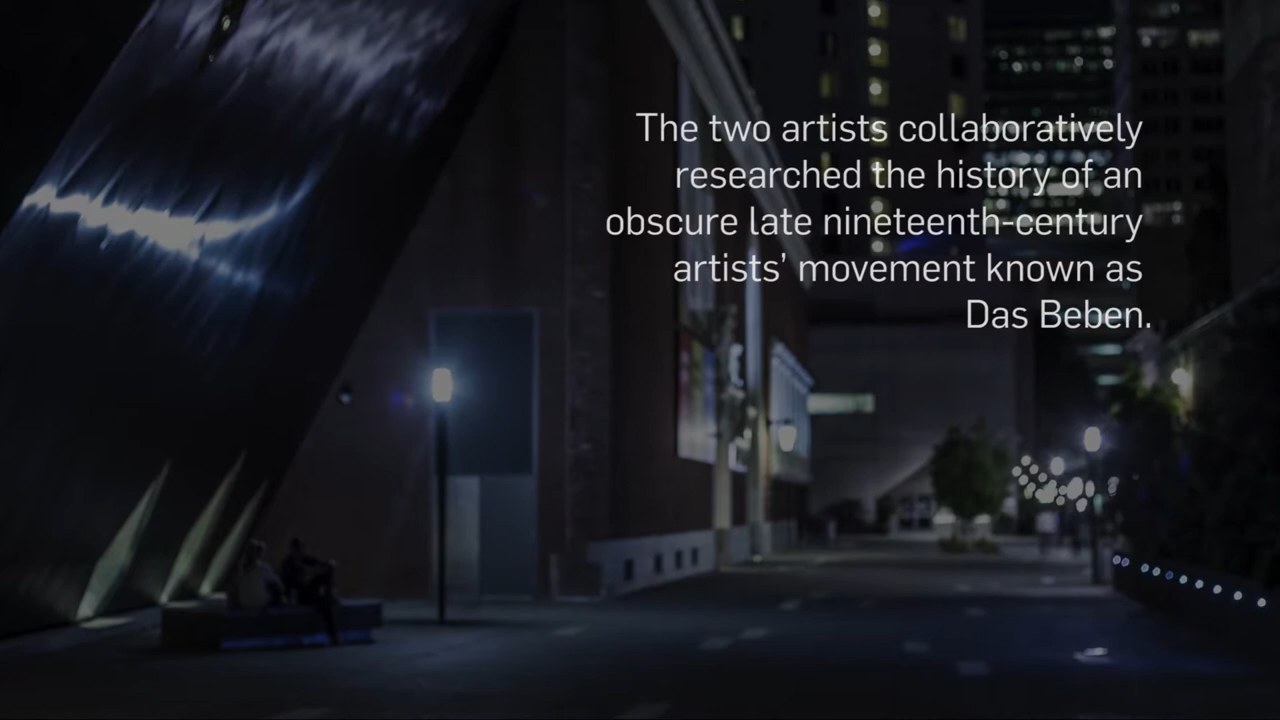 The two artists collaboratively
researched the history of an
obscure late nineteenth-century
artists’ movement known as
Das Beben.